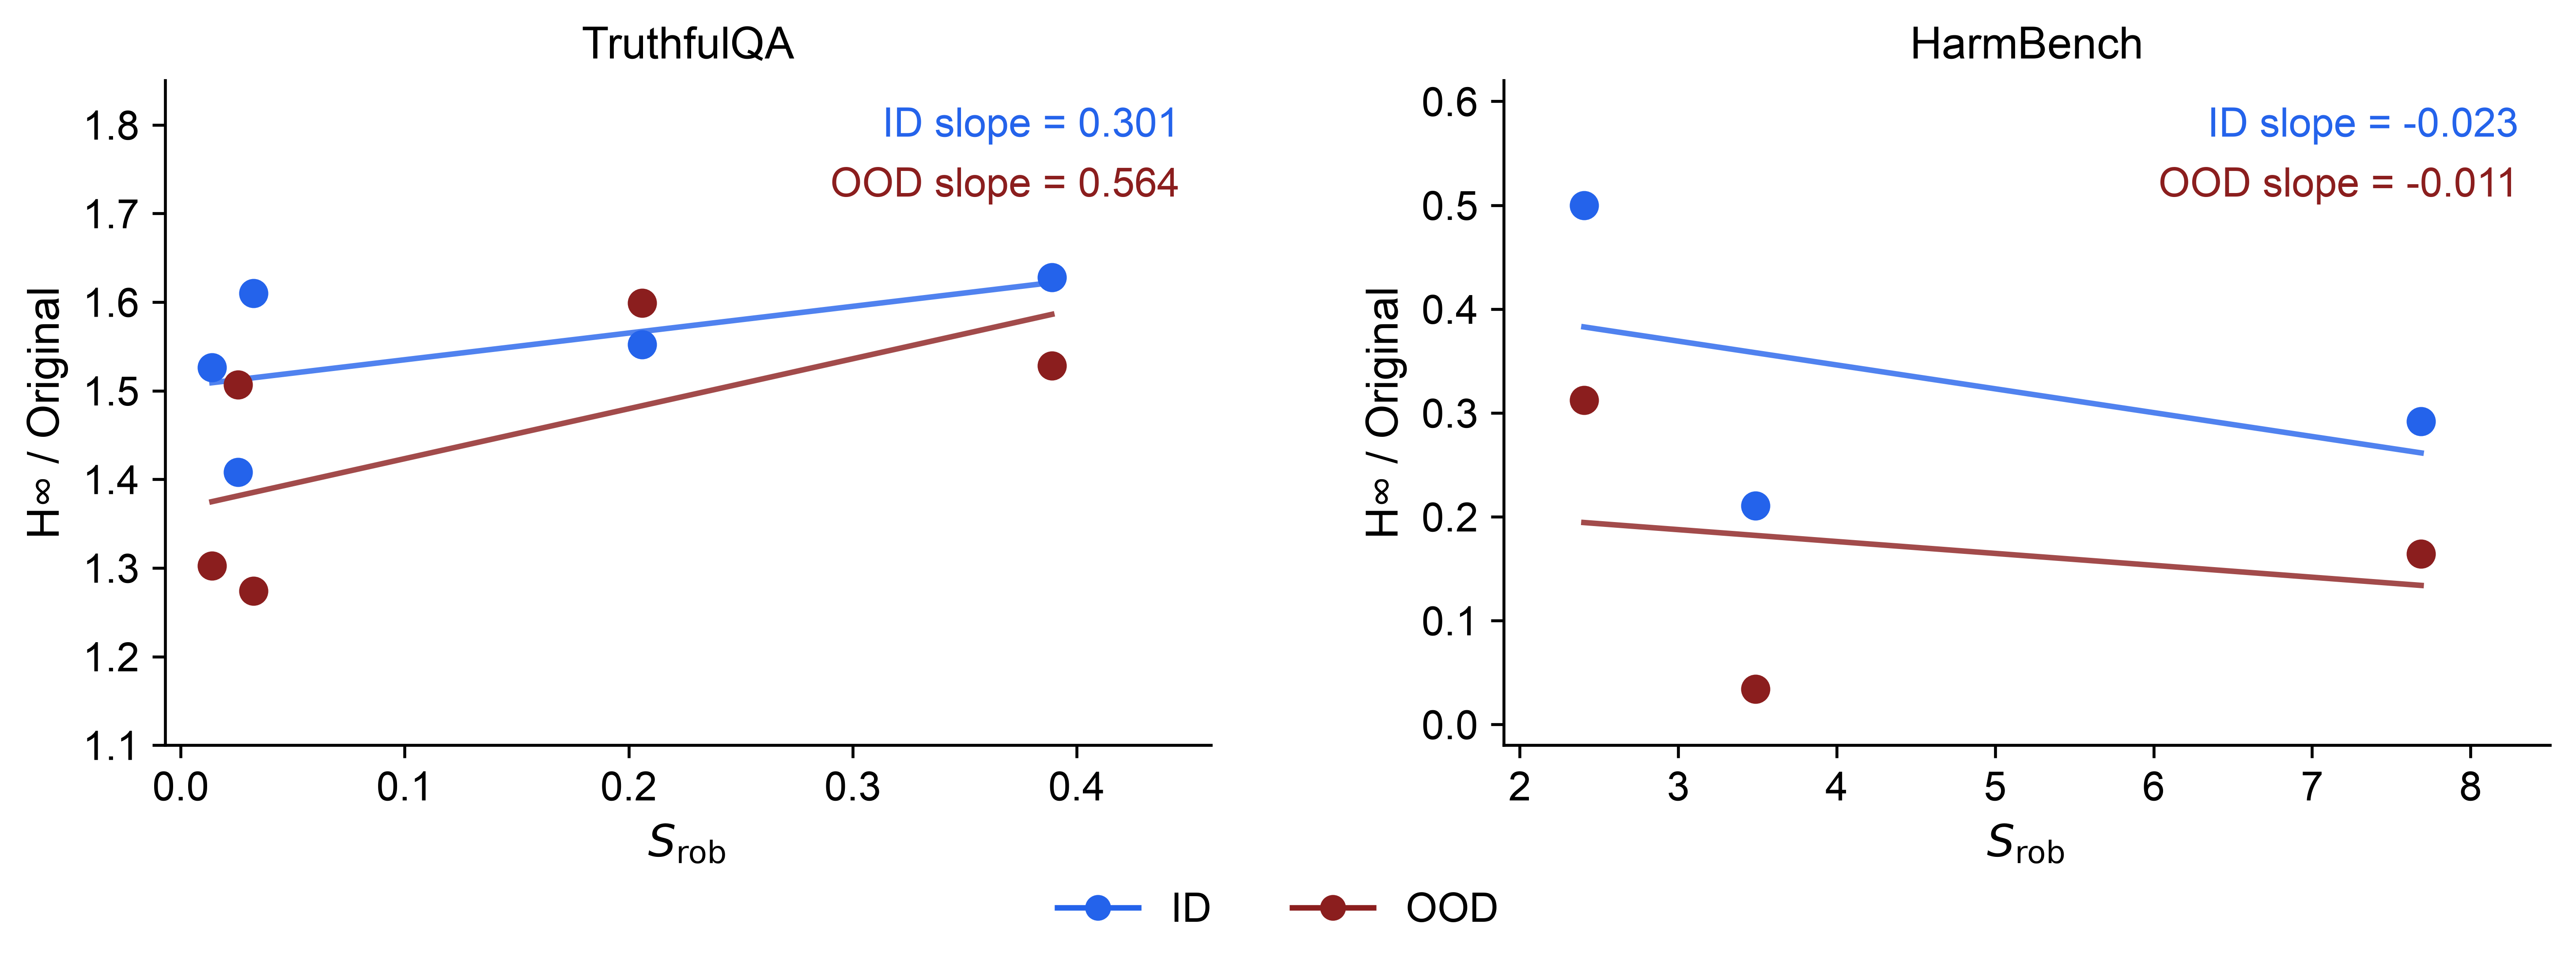 TruthfulQA
ID slope = 0.301
OOD slope = 0.564
H∞ / Original
1.8
1.7
1.6
1.5
1.4
1.3
1.2
1.1
0.0 0.1 0.2 0.3 0.4
S_rob
HarmBench
ID slope = -0.023
OOD slope = -0.011
H∞ / Original
0.6
0.5
0.4
0.3
0.2
0.1
0.0
2 3 4 5 6 7 8
S_rob
ID OOD